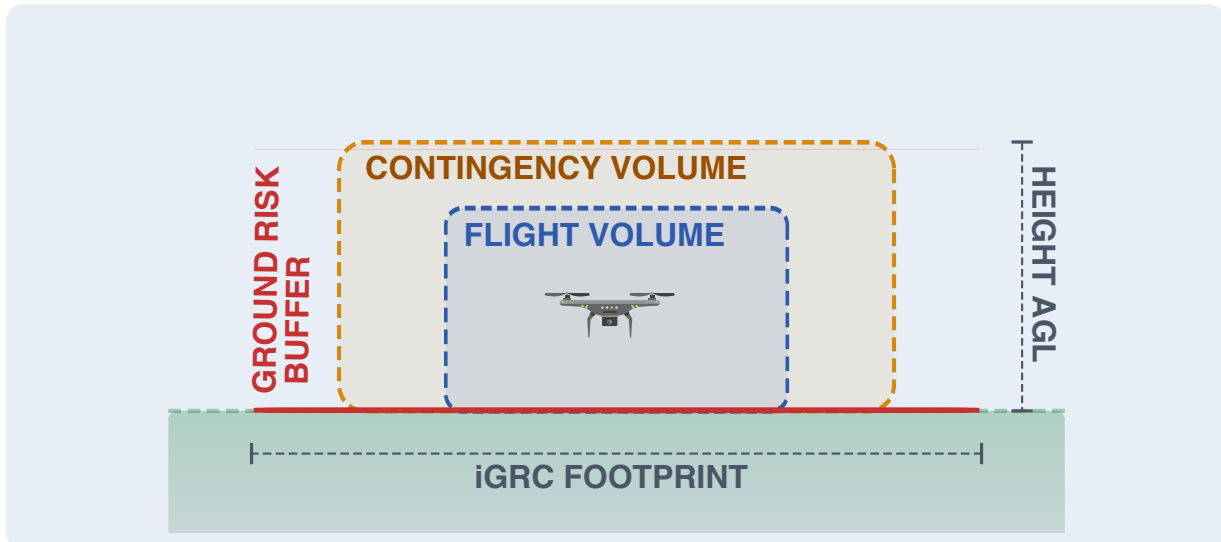 CONTINGENCY VOLUME
FLIGHT VOLUME
GROUND RISK
BUFFER
HEIGHT AGL
iGRC FOOTPRINT